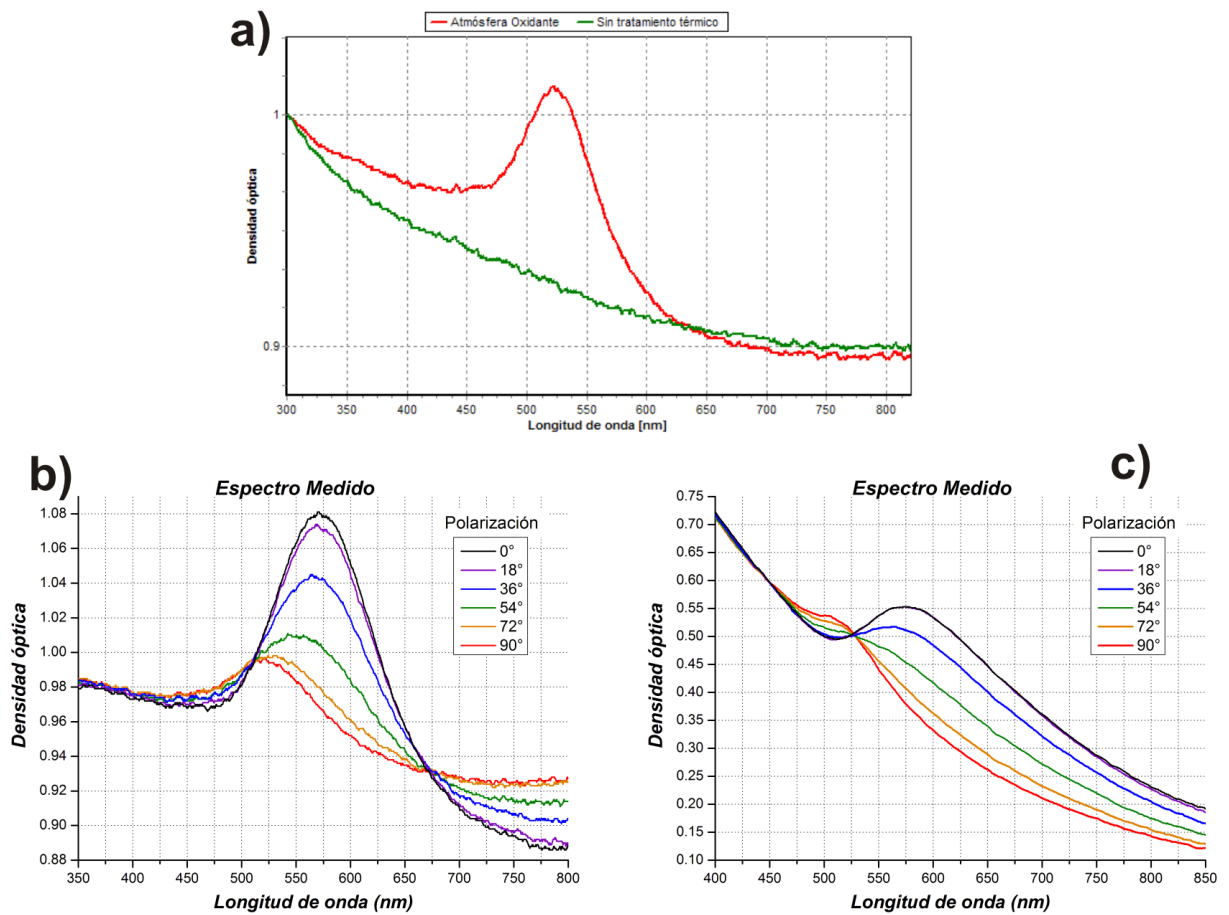 a)
Atmósfera Oxidante
Sin tratamiento térmico
Densidad óptica
1
0.9
300 350 400 450 500 550 600 650 700 750 800
Longitud de onda [nm]
b)
Espectro Medido
Densidad óptica
1.08
1.06
1.04
1.02
1.00
0.98
0.96
0.94
0.92
0.90
0.88
Polarización
0°
18°
36°
54°
72°
90°
350 400 450 500 550 600 650 700 750 800
Longitud de onda (nm)
c)
Espectro Medido
Densidad óptica
0.75
0.70
0.65
0.60
0.55
0.50
0.45
0.40
0.35
0.30
0.25
0.20
0.15
0.10
Polarización
0°
18°
36°
54°
72°
90°
400 450 500 550 600 650 700 750 800 850
Longitud de onda (nm)